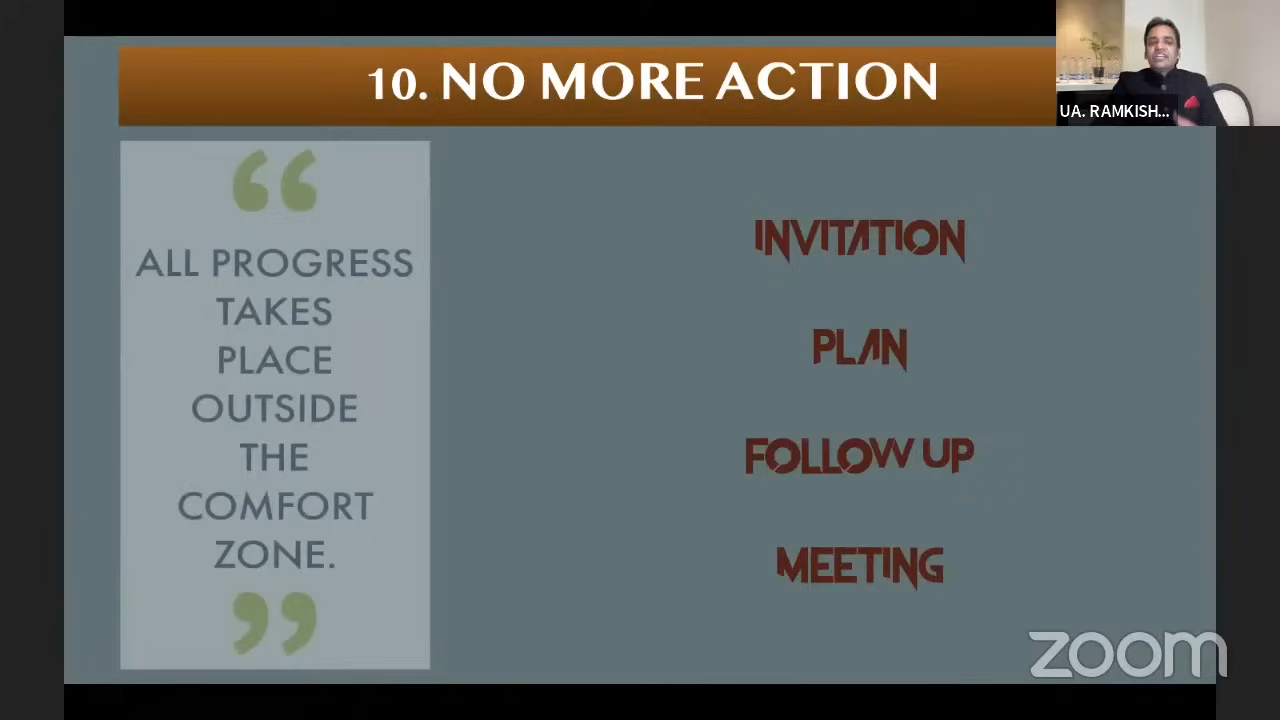 10. NO MORE ACTION
UA. RAMKISH...
ALL PROGRESS
TAKES
PLACE
OUTSIDE
THE
COMFORT
ZONE.
INVITATION
PLAN
FOLLOW UP
MEETING
zoom